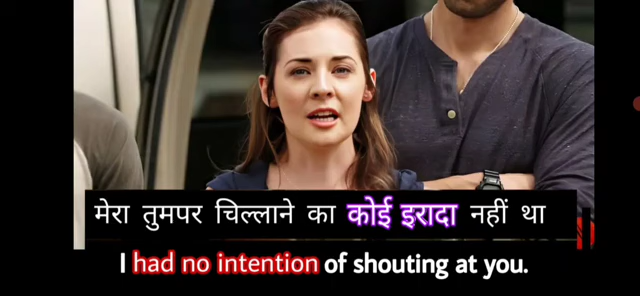 मेरा तुमपर चिल्लाने का कोई इरादा नहीं था
I had no intention of shouting at you.